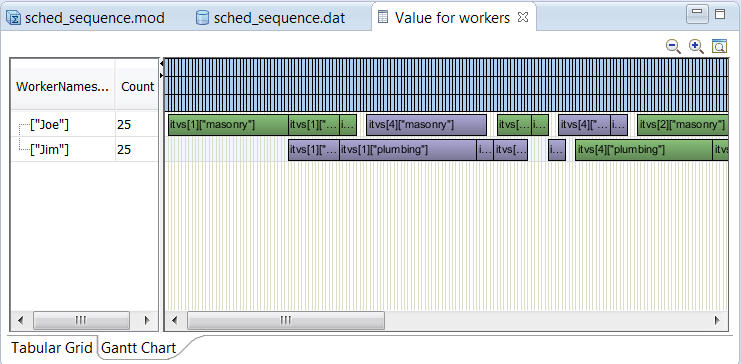 sched_sequence.mod sched_sequence.dat Value for workers
WorkerNames... Count
["Joe"] 25 itvs[1]["masonry"] itvs[1]["... i... itvs[4]["masonry"] itvs[... i... itvs[4]["... i... itvs[2]["masonry"]
["Jim"] 25 itvs[1]["... itvs[1]["plumbing"] i... itvs[... i... itvs[4]["plumbing"] itvs
Tabular Grid Gantt Chart